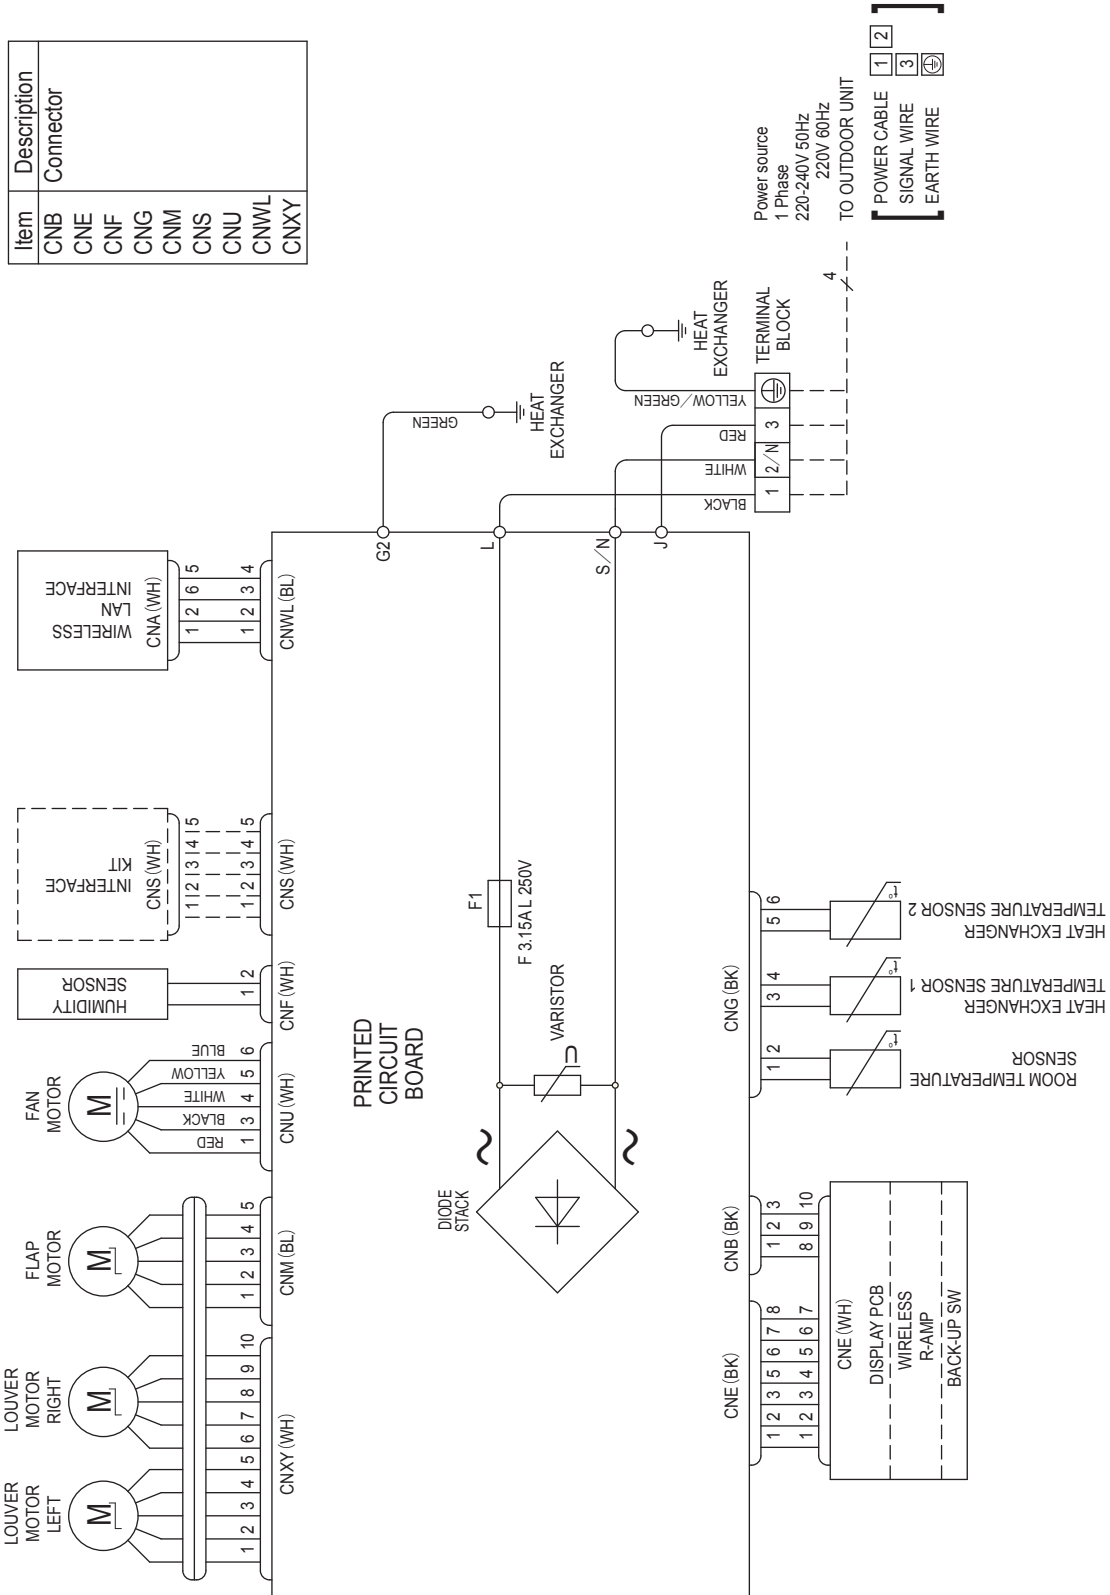 Item Description
CNB Connector
CNE
CNF
CNG
CNM
CNS
CNU
CNWL
CNXY
LOUVER
MOTOR
LEFT
LOUVER
MOTOR
RIGHT
FLAP
MOTOR
FAN
MOTOR
HUMIDITY
SENSOR
INTERFACE
KIT
WIRELESS
LAN
INTERFACE
M
M
M
M
RED
BLACK
WHITE
YELLOW
BLUE
CNS (WH)
1 2 3 4 5
CNA (WH)
1 2 6 5
1 2 3 4 5 6 7 8 9 10
CNXY (WH)
1 2 3 4 5
CNM (BL)
1 3 4 5 6
CNU (WH)
1 2
CNF (WH)
1 2 3 4 5
CNS (WH)
1 2 3 4
CNWL (BL)
PRINTED
CIRCUIT
BOARD
DIODE
STACK
~
~
VARISTOR
F1
F 3.15A L 250V
G2
L
S/N
J
GREEN
HEAT
EXCHANGER
BLACK
WHITE
RED
YELLOW/GREEN
HEAT
EXCHANGER
1 2/N 3
TERMINAL
BLOCK
4
Power source
1 Phase
220-240V 50Hz
220V 60Hz
TO OUTDOOR UNIT
POWER CABLE 1 2
SIGNAL WIRE 3
EARTH WIRE
CNE (BK)
1 2 3 5 6 7 8
1 2 3 4 5 6 7
CNE (WH)
CNB (BK)
1 2 3
8 9 10
DISPLAY PCB
WIRELESS
R-AMP
BACK-UP SW
CNG (BK)
1 2
3 4
5 6
t°
t°
t°
ROOM TEMPERATURE
SENSOR
HEAT EXCHANGER
TEMPERATURE SENSOR 1
HEAT EXCHANGER
TEMPERATURE SENSOR 2